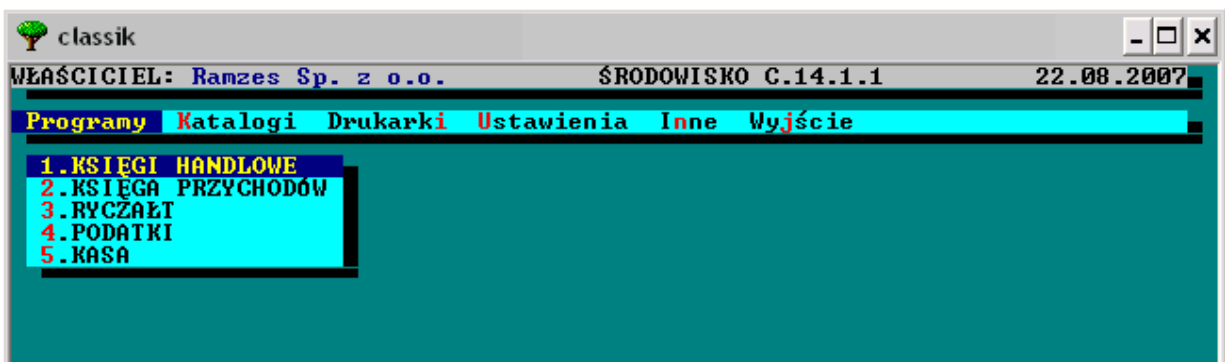 classik
WŁAŚCICIEL: Ramzes Sp. z o.o. ŚRODOWISKO C.14.1.1 22.08.2007
Programy Katalogi Drukarki Ustawienia Inne Wyjście
1.KSIĘGI HANDLOWE
2.KSIĘGA PRZYCHODÓW
3.RYCZAŁT
4.PODATKI
5.KASA